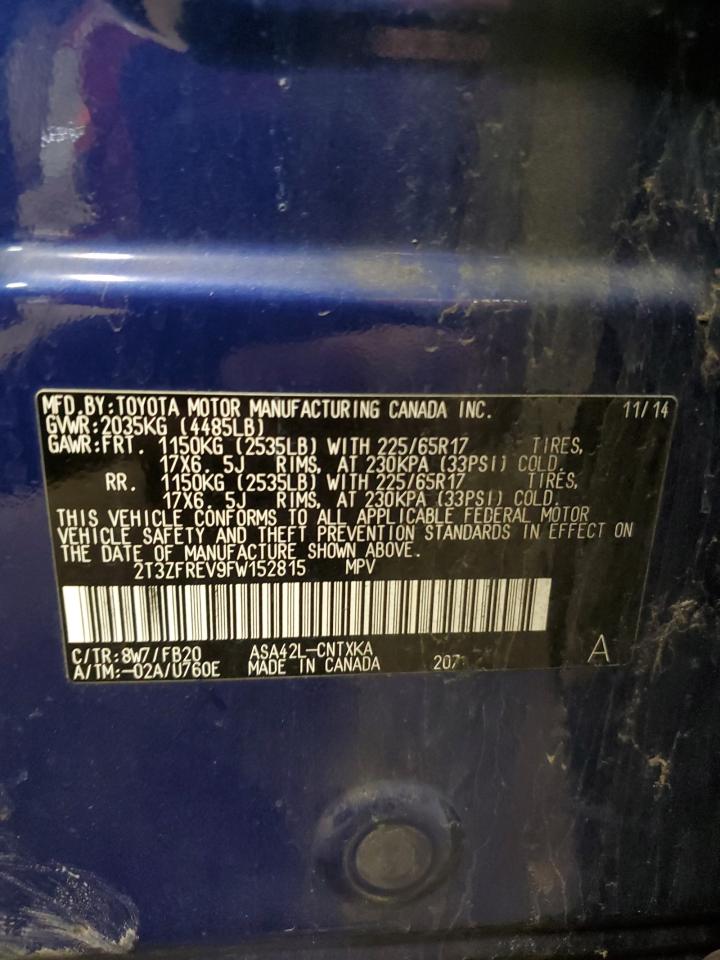 MFD.BY:TOYOTA MOTOR MANUFACTURING CANADA INC. 11/14
GVWR:2035KG (4485LB)
GAWR:FRT. 1150KG (2535LB) WITH 225/65R17 TIRES,
17X6. 5J RIMS, AT 230KPA (33PSI) COLD.
RR. 1150KG (2535LB) WITH 225/65R17 TIRES,
17X6. 5J RIMS, AT 230KPA (33PSI) COLD.
THIS VEHICLE CONFORMS TO ALL APPLICABLE FEDERAL MOTOR
VEHICLE SAFETY AND THEFT PREVENTION STANDARDS IN EFFECT ON
THE DATE OF MANUFACTURE SHOWN ABOVE.
2T3ZFREV9FW152815 MPV
C/TR:8W7/FB20 ASA42L-CNTXKA
A/TM:-02A/U760E MADE IN CANADA A